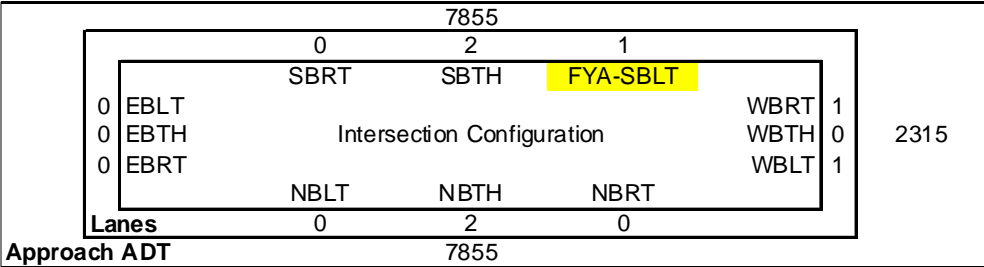 7855
0 2 1
SBRT SBTH FYA-SBLT
0 EBLT WBRT 1
0 EBTH Intersection Configuration WBTH 0 2315
0 EBRT WBLT 1
NBLT NBTH NBRT
Lanes 0 2 0
Approach ADT 7855